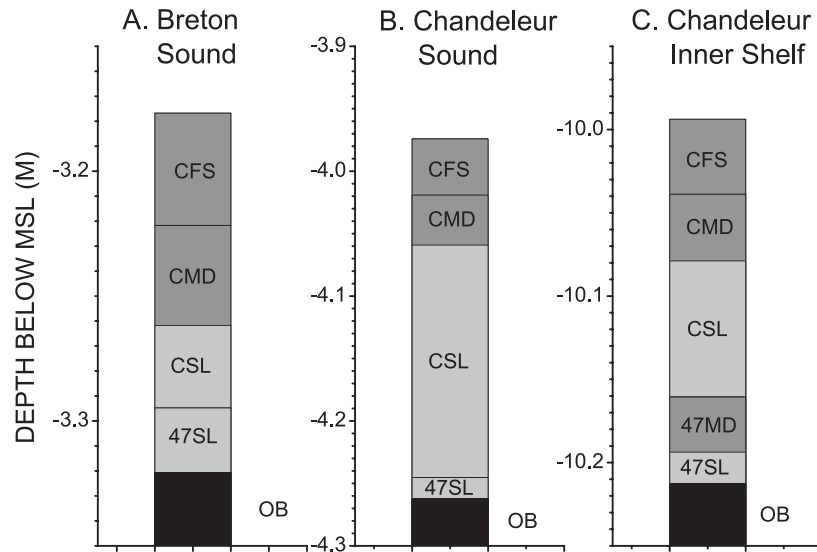 A. Breton
Sound
B. Chandeleur
Sound
C. Chandeleur
Inner Shelf
DEPTH BELOW MSL (M)
-3.2
-3.3
CFS
CMD
CSL
47SL
OB
-3.9
-4.0
-4.1
-4.2
-4.3
CFS
CMD
CSL
47SL
OB
-10.0
-10.1
-10.2
CFS
CMD
CSL
47MD
47SL
OB